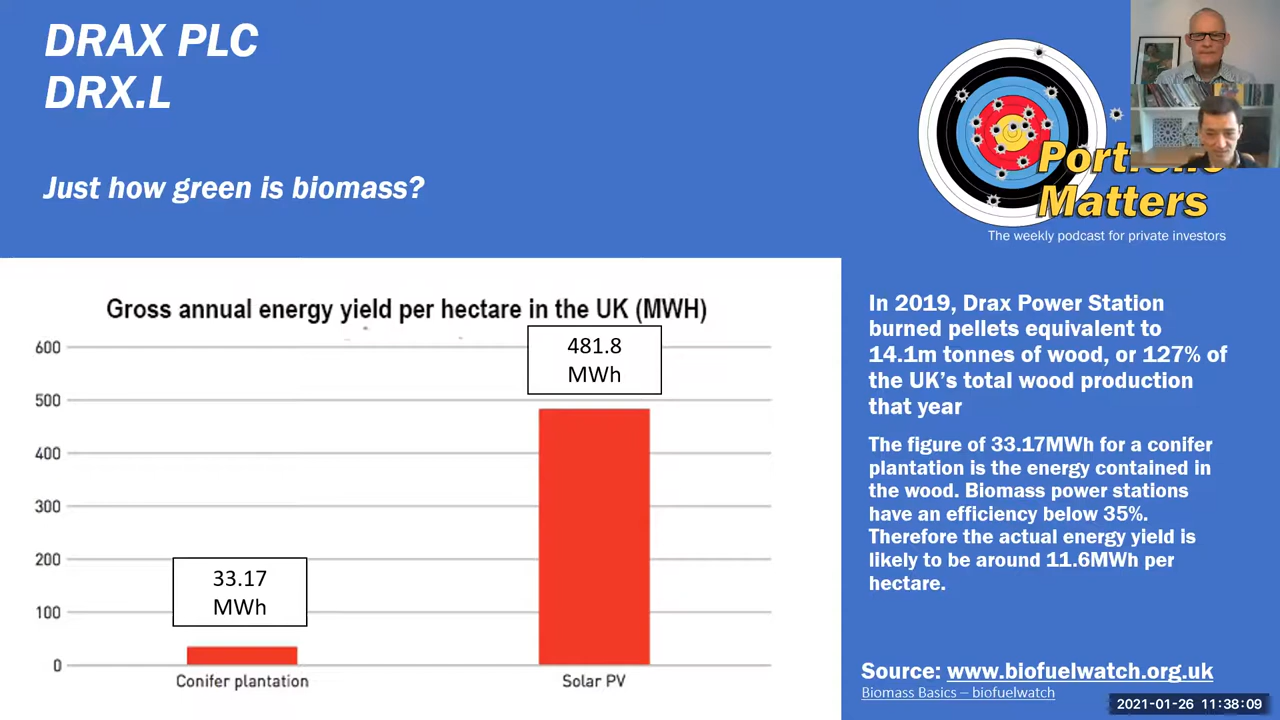 DRAX PLC
DRX.L
Just how green is biomass?
Matters
The weekly podcast for private investors
Gross annual energy yield per hectare in the UK (MWH)
600
500
400
300
200
100
0
481.8
MWh
33.17
MWh
Conifer plantation
Solar PV
In 2019, Drax Power Station
burned pellets equivalent to
14.1m tonnes of wood, or 127% of
the UK's total wood production
that year
The figure of 33.17MWh for a conifer
plantation is the energy contained in
the wood. Biomass power stations
have an efficiency below 35%.
Therefore the actual energy yield is
likely to be around 11.6MWh per
hectare.
Source: www.biofuelwatch.org.uk
Biomass Basics – biofuelwatch
2021-01-26 11:38:09